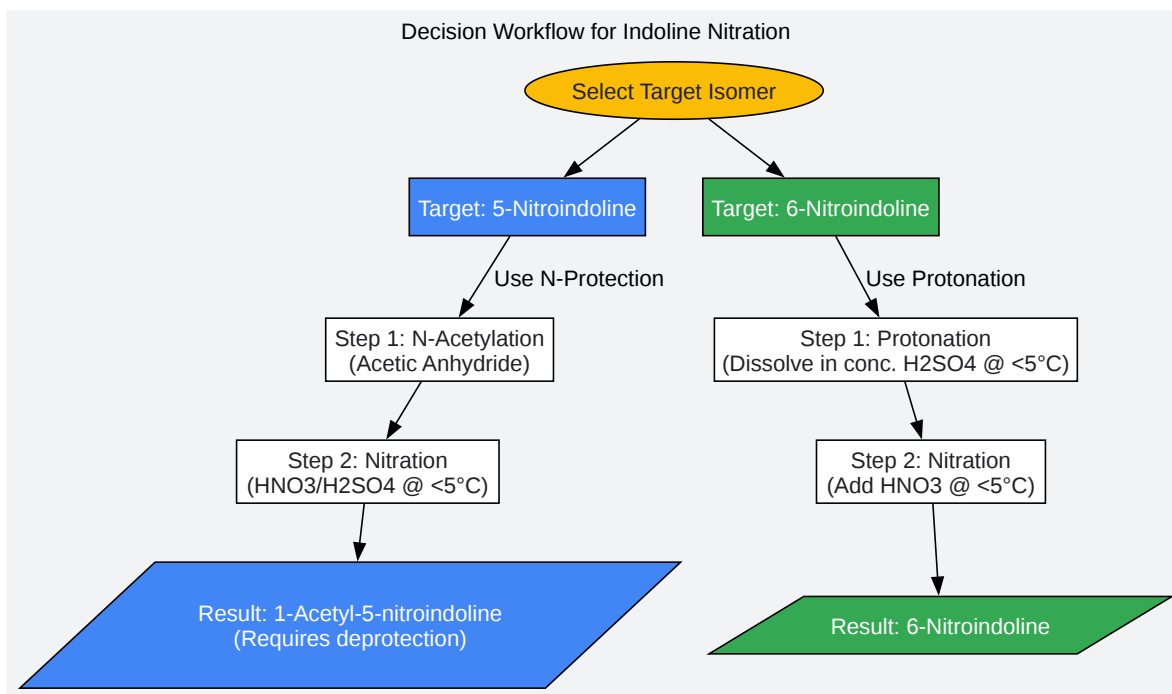 Decision Workflow for Indoline Nitration
Select Target Isomer
Target: 5-Nitroindoline
Target: 6-Nitroindoline
Use N-Protection
Use Protonation
Step 1: N-Acetylation
(Acetic Anhydride)
Step 1: Protonation
(Dissolve in conc. H2SO4 @ <5°C)
Step 2: Nitration
(HNO3/H2SO4 @ <5°C)
Step 2: Nitration
(Add HNO3 @ <5°C)
Result: 1-Acetyl-5-nitroindoline
(Requires deprotection)
Result: 6-Nitroindoline